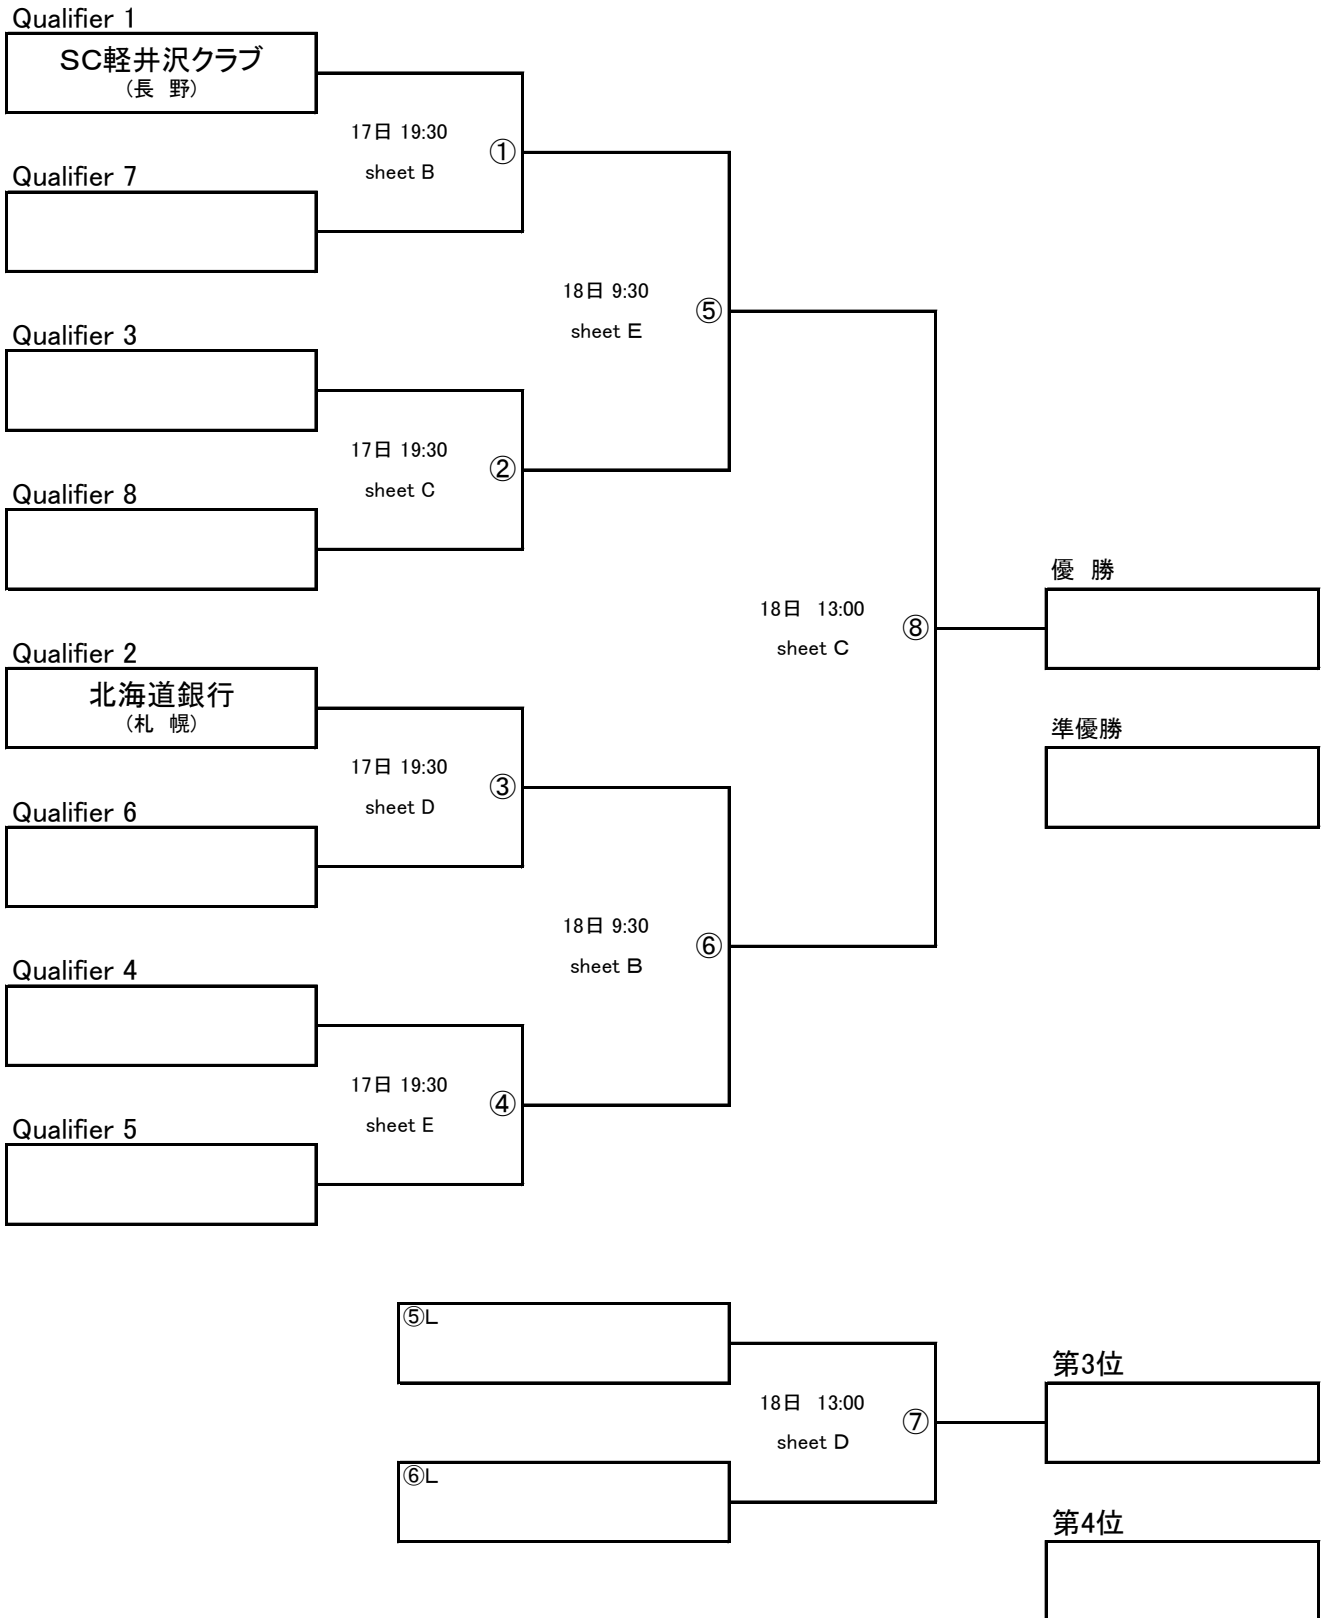 Qualifier 1
SC軽井沢クラブ
(長 野)
17日 19:30
①
sheet B
Qualifier 7
18日 9:30
⑤
sheet E
Qualifier 3
17日 19:30
②
sheet C
Qualifier 8
優 勝
18日 13:00
⑧
sheet C
Qualifier 2
北海道銀行
(札 幌)
準優勝
17日 19:30
③
sheet D
Qualifier 6
18日 9:30
⑥
sheet B
Qualifier 4
17日 19:30
④
sheet E
Qualifier 5
⑤L
第3位
18日 13:00
⑦
sheet D
⑥L
第4位